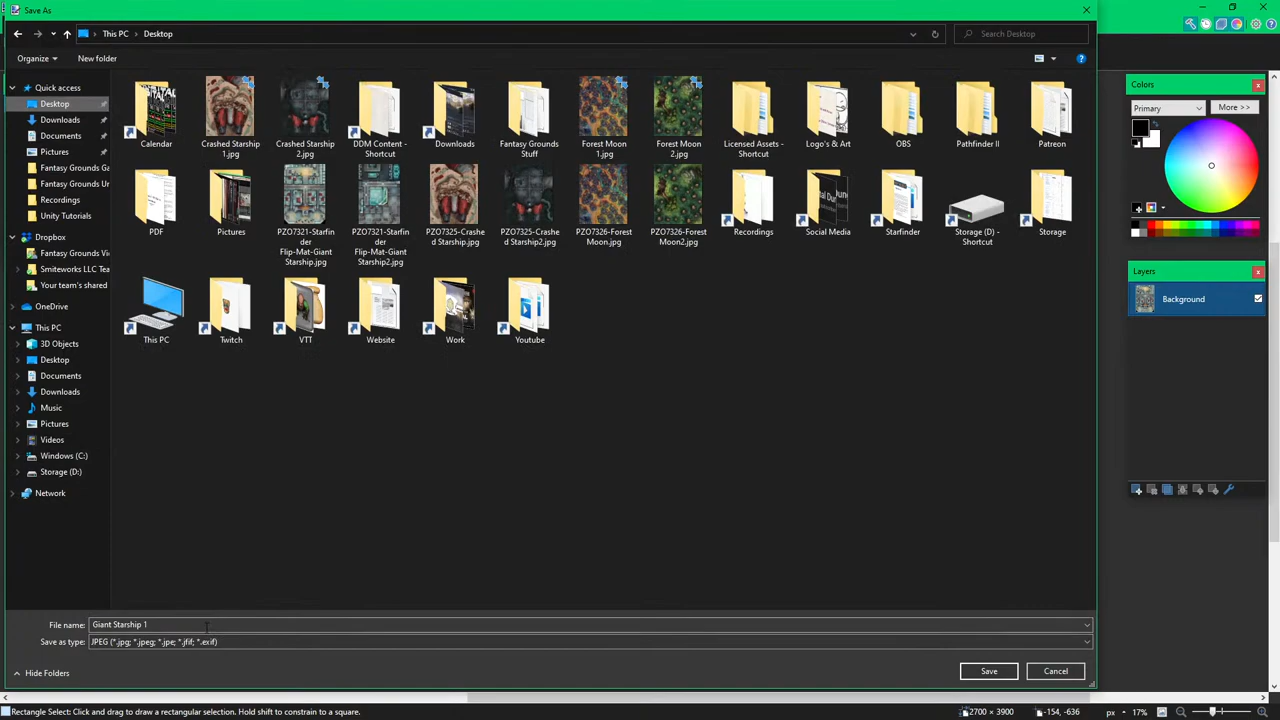 Save As
This PC
Desktop
Search Desktop
Organize
New folder
Quick access
Desktop
Downloads
Documents
Pictures
Fantasy Grounds Ga
Fantasy Grounds Un
Recordings
Unity Tutorials
Dropbox
Fantasy Grounds Vi
Smiteworks LLC Tea
Your team's shared
OneDrive
This PC
3D Objects
Desktop
Documents
Downloads
Music
Pictures
Videos
Windows (C:)
Storage (D:)
Network
Calendar
Crashed Starship
1.jpg
Crashed Starship
2.jpg
DDM Content -
Shortcut
Downloads
Fantasy Grounds
Stuff
Forest Moon
1.jpg
Forest Moon
2.jpg
Licensed Assets -
Shortcut
Logo's & Art
OBS
Pathfinder II
Patreon
PDF
Pictures
PZO7321-Starfin
der
Flip-Mat-Giant
Starship.jpg
PZO7321-Starfin
der
Flip-Mat-Giant
Starship2.jpg
PZO7325-Crashe
d Starship.jpg
PZO7325-Crashe
d Starship2.jpg
PZO7326-Forest
Moon.jpg
PZO7326-Forest
Moon2.jpg
Recordings
Social Media
Starfinder
Storage (D) -
Shortcut
Storage
This PC
Twitch
VTT
Website
Work
Youtube
File name:
Giant Starship 1
Save as type:
JPEG (*.jpg; *.jpeg; *.jpe; *.jfif; *.exif)
Hide Folders
Save
Cancel
Colors
Primary
More >>
Layers
Background
Rectangle Select: Click and drag to draw a rectangular selection. Hold shift to constrain to a square.
2700 × 3900
-154, -636
px
17%